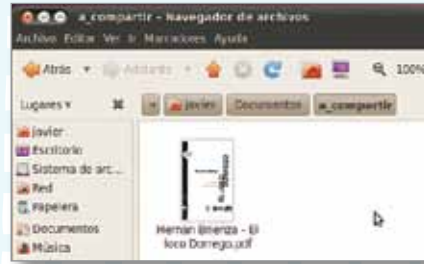 a_compartir - Navegador de archivos
Archivo Editar Ver Ir Marcadores Ayuda
Atrás Adelante 100%
Lugares javier Documentos a_compartir
javier
Escritorio
Sistema de arc...
Red
Papelera
Documentos
Música
Hernan Brienza - El
loco Dorrego.pdf